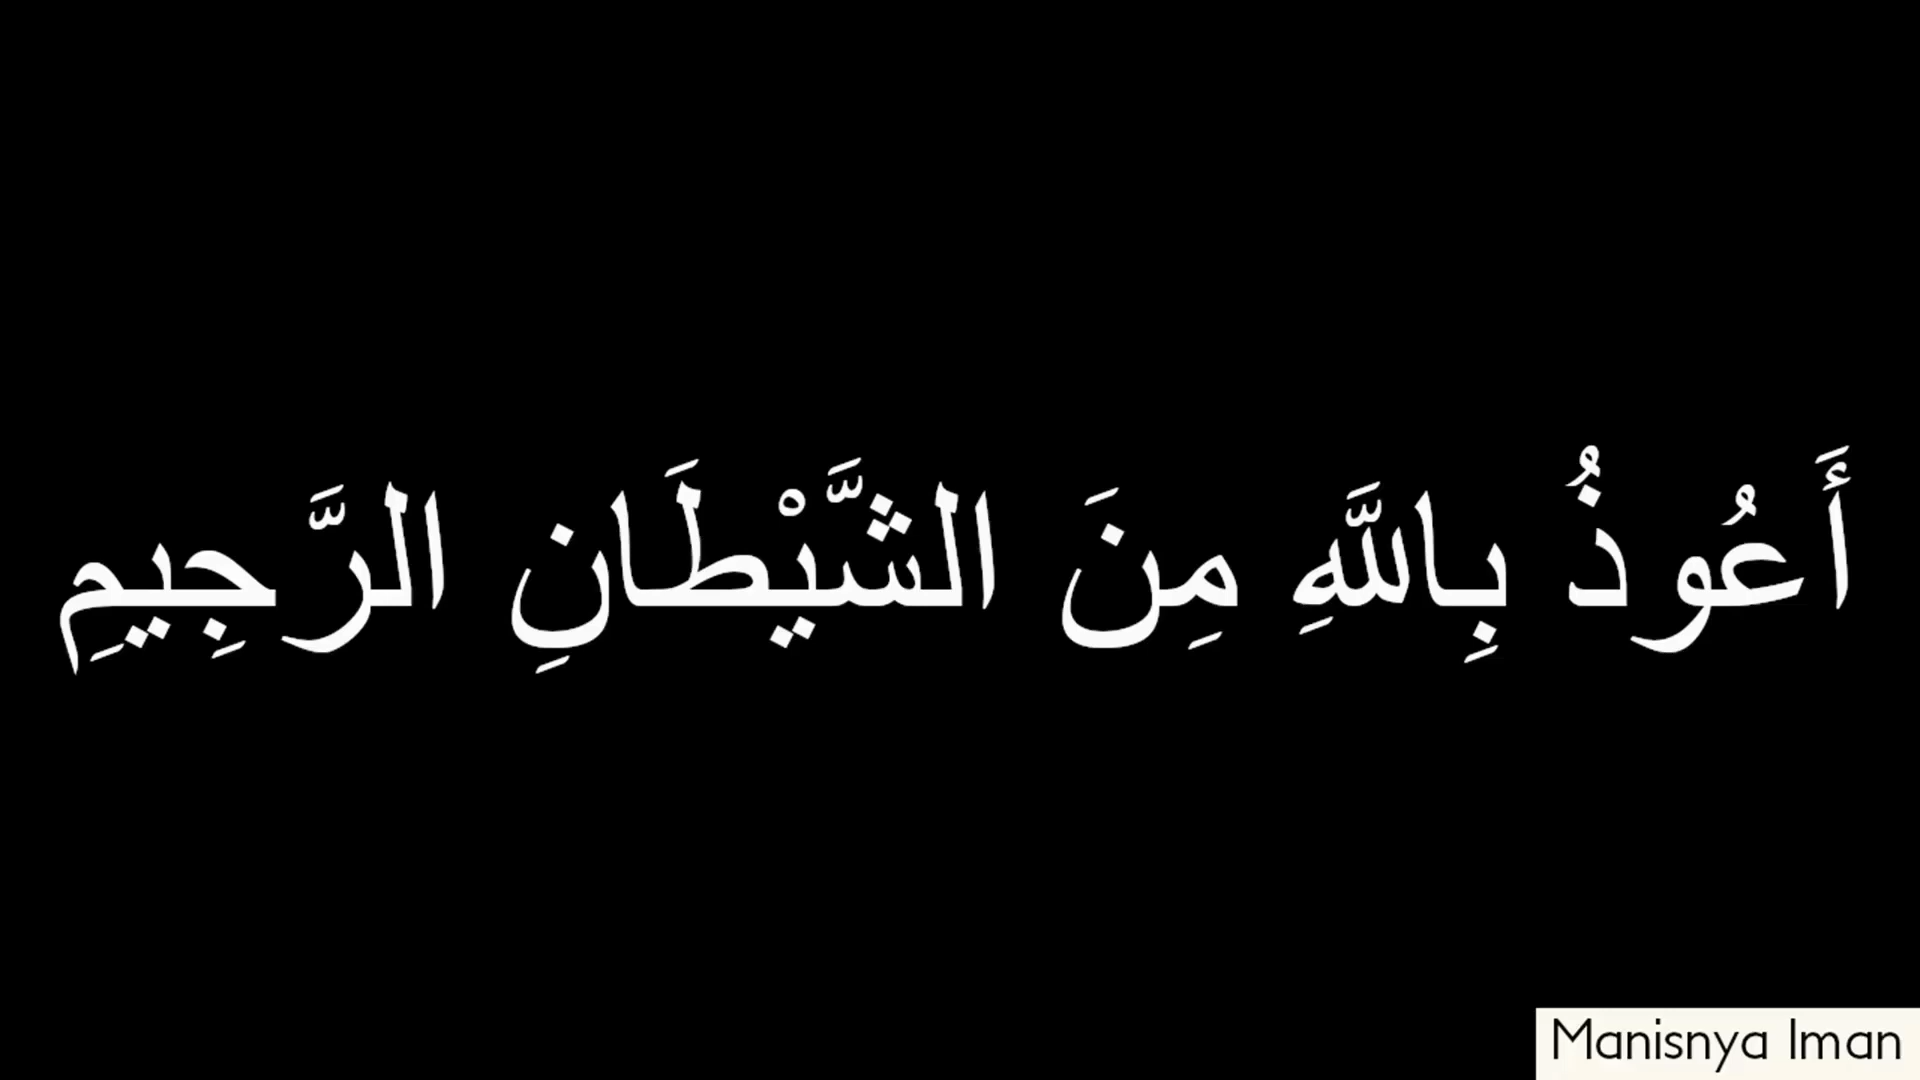 أَعُوذُ بِاللَّهِ مِنَ الشَّيْطَانِ الرَّجِيمِ
Manisnya Iman